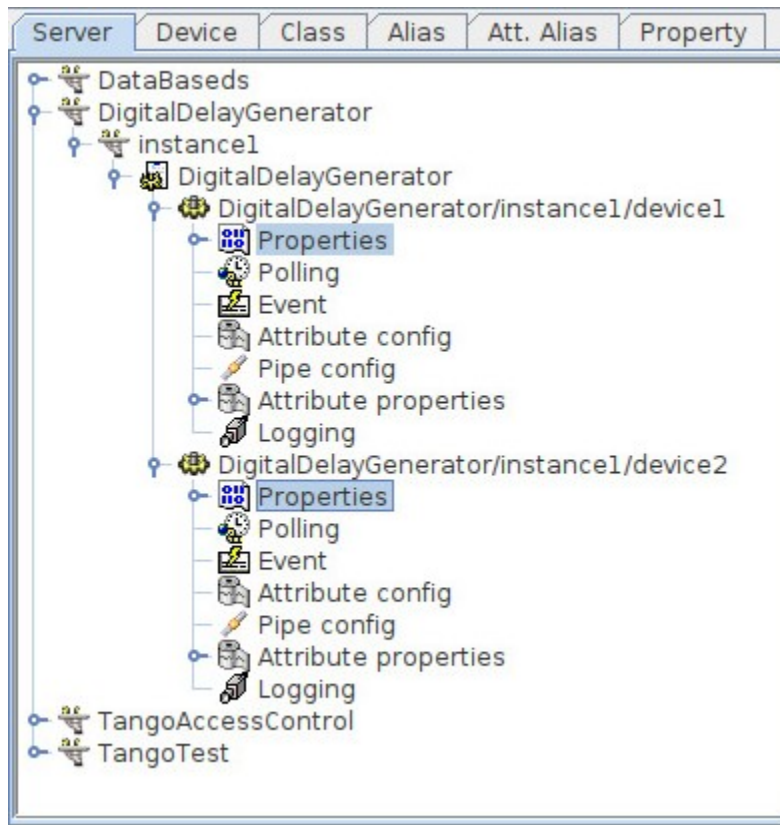 Server Device Class Alias Att. Alias Property
DataBaseds
DigitalDelayGenerator
instance1
DigitalDelayGenerator
DigitalDelayGenerator/instance1/device1
Properties
Polling
Event
Attribute config
Pipe config
Attribute properties
Logging
DigitalDelayGenerator/instance1/device2
Properties
Polling
Event
Attribute config
Pipe config
Attribute properties
Logging
TangoAccessControl
TangoTest